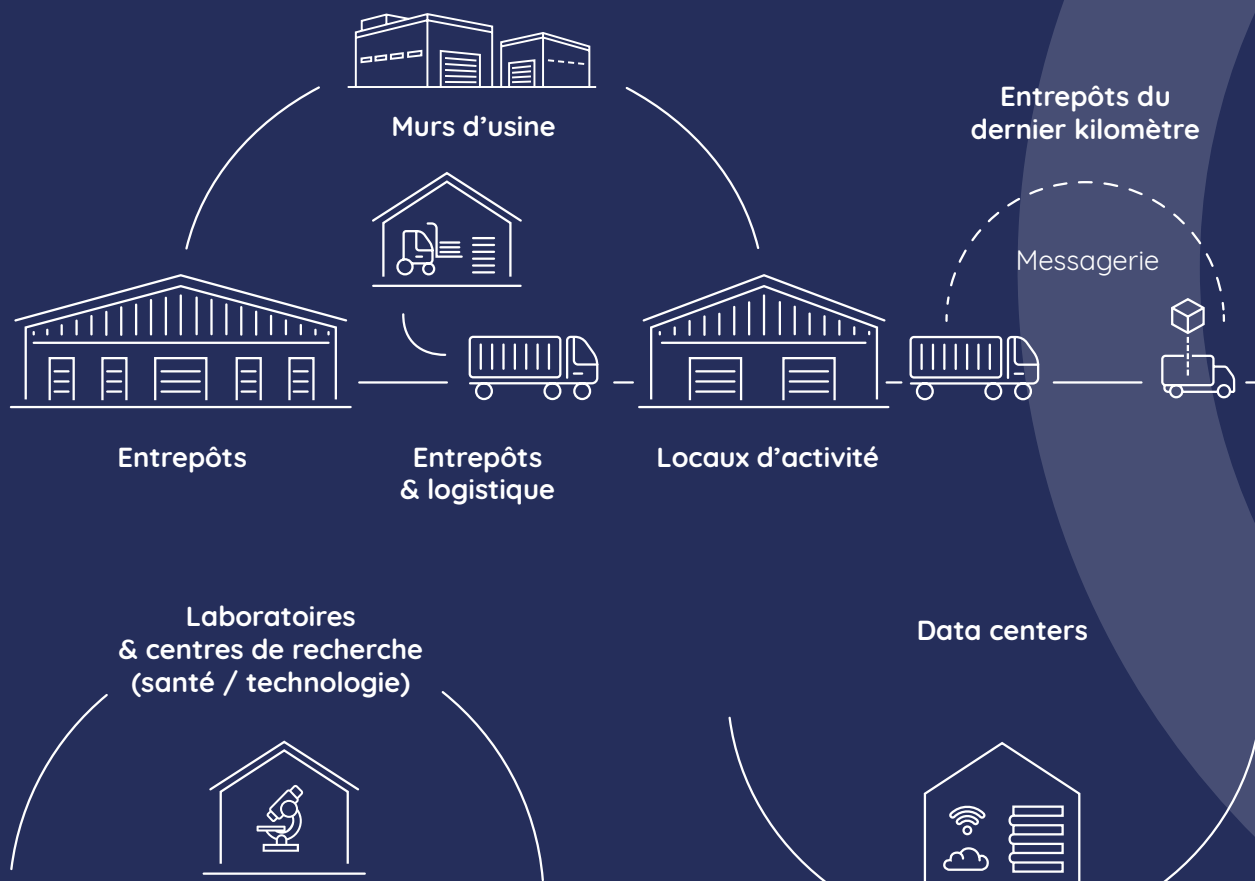 Murs d’usine
Entrepôts du
dernier kilomètre
Messagerie
Entrepôts
Entrepôts
& logistique
Locaux d’activité
Laboratoires
& centres de recherche
(santé / technologie)
Data centers